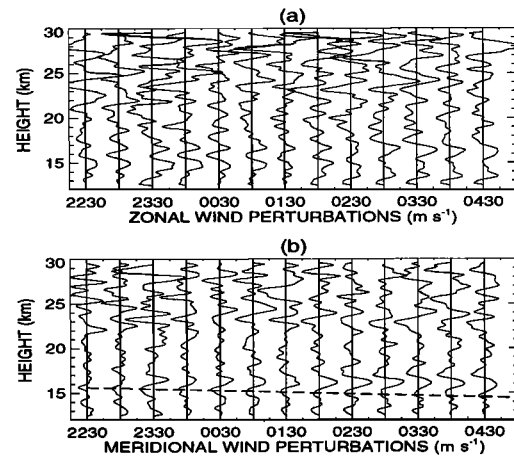 (a)
30
25
20
15
HEIGHT (km)
2230 2330 0030 0130 0230 0330 0430
ZONAL WIND PERTURBATIONS (m s⁻¹)
(b)
30
25
20
15
HEIGHT (km)
2230 2330 0030 0130 0230 0330 0430
MERIDIONAL WIND PERTURBATIONS (m s⁻¹)